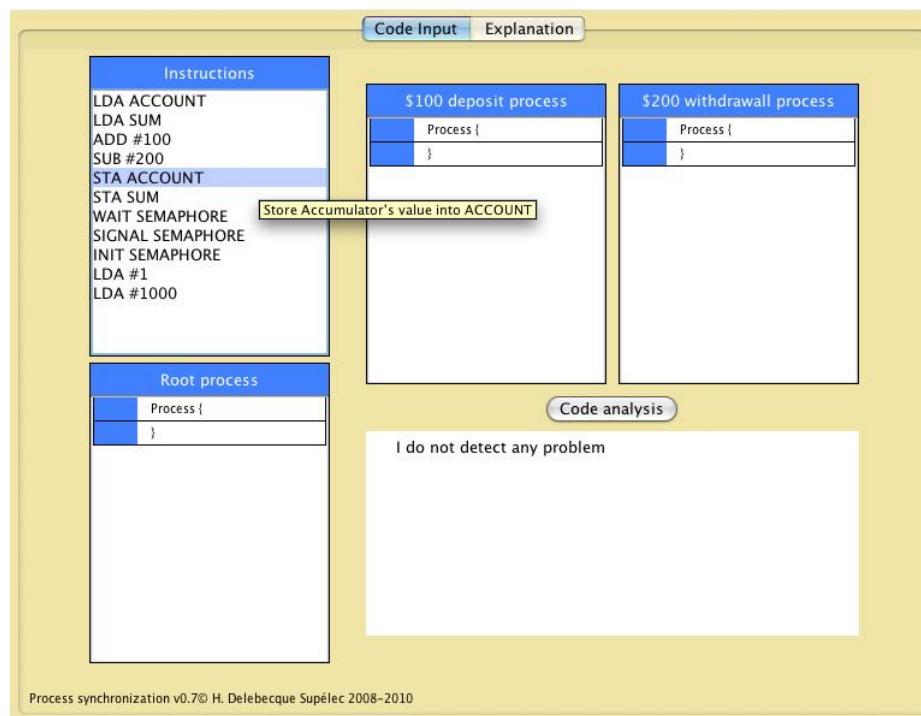 Code Input Explanation
Instructions
LDA ACCOUNT
LDA SUM
ADD #100
SUB #200
STA ACCOUNT
STA SUM
WAIT SEMAPHORE
SIGNAL SEMAPHORE
INIT SEMAPHORE
LDA #1
LDA #1000
Store Accumulator's value into ACCOUNT
$100 deposit process
Process {
}
$200 withdrawall process
Process {
}
Root process
Process {
}
Code analysis
I do not detect any problem
Process synchronization v0.7© H. Delebecque Supélec 2008-2010